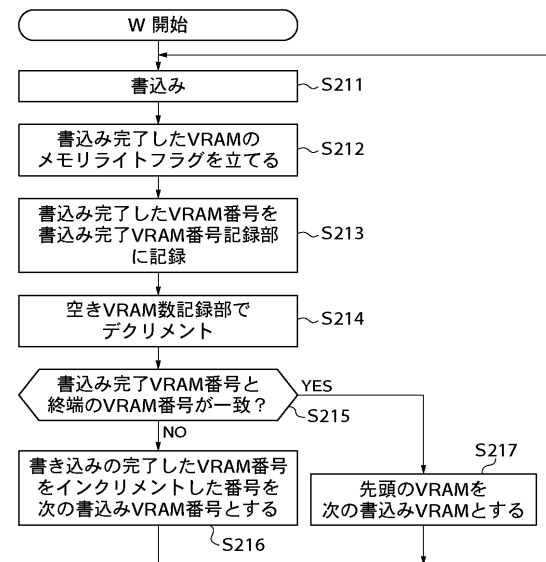 W 開始
書込み
S211
書込み完了したVRAMの
メモリライトフラグを立てる
S212
書込み完了したVRAM番号を
書込み完了VRAM番号記録部
に記録
S213
空きVRAM数記録部で
デクリメント
S214
書込み完了VRAM番号と
終端のVRAM番号が一致？
YES
S215
NO
書き込みの完了したVRAM番号
をインクリメントした番号を
次の書込みVRAM番号とする
S216
S217
先頭のVRAMを
次の書込みVRAMとする